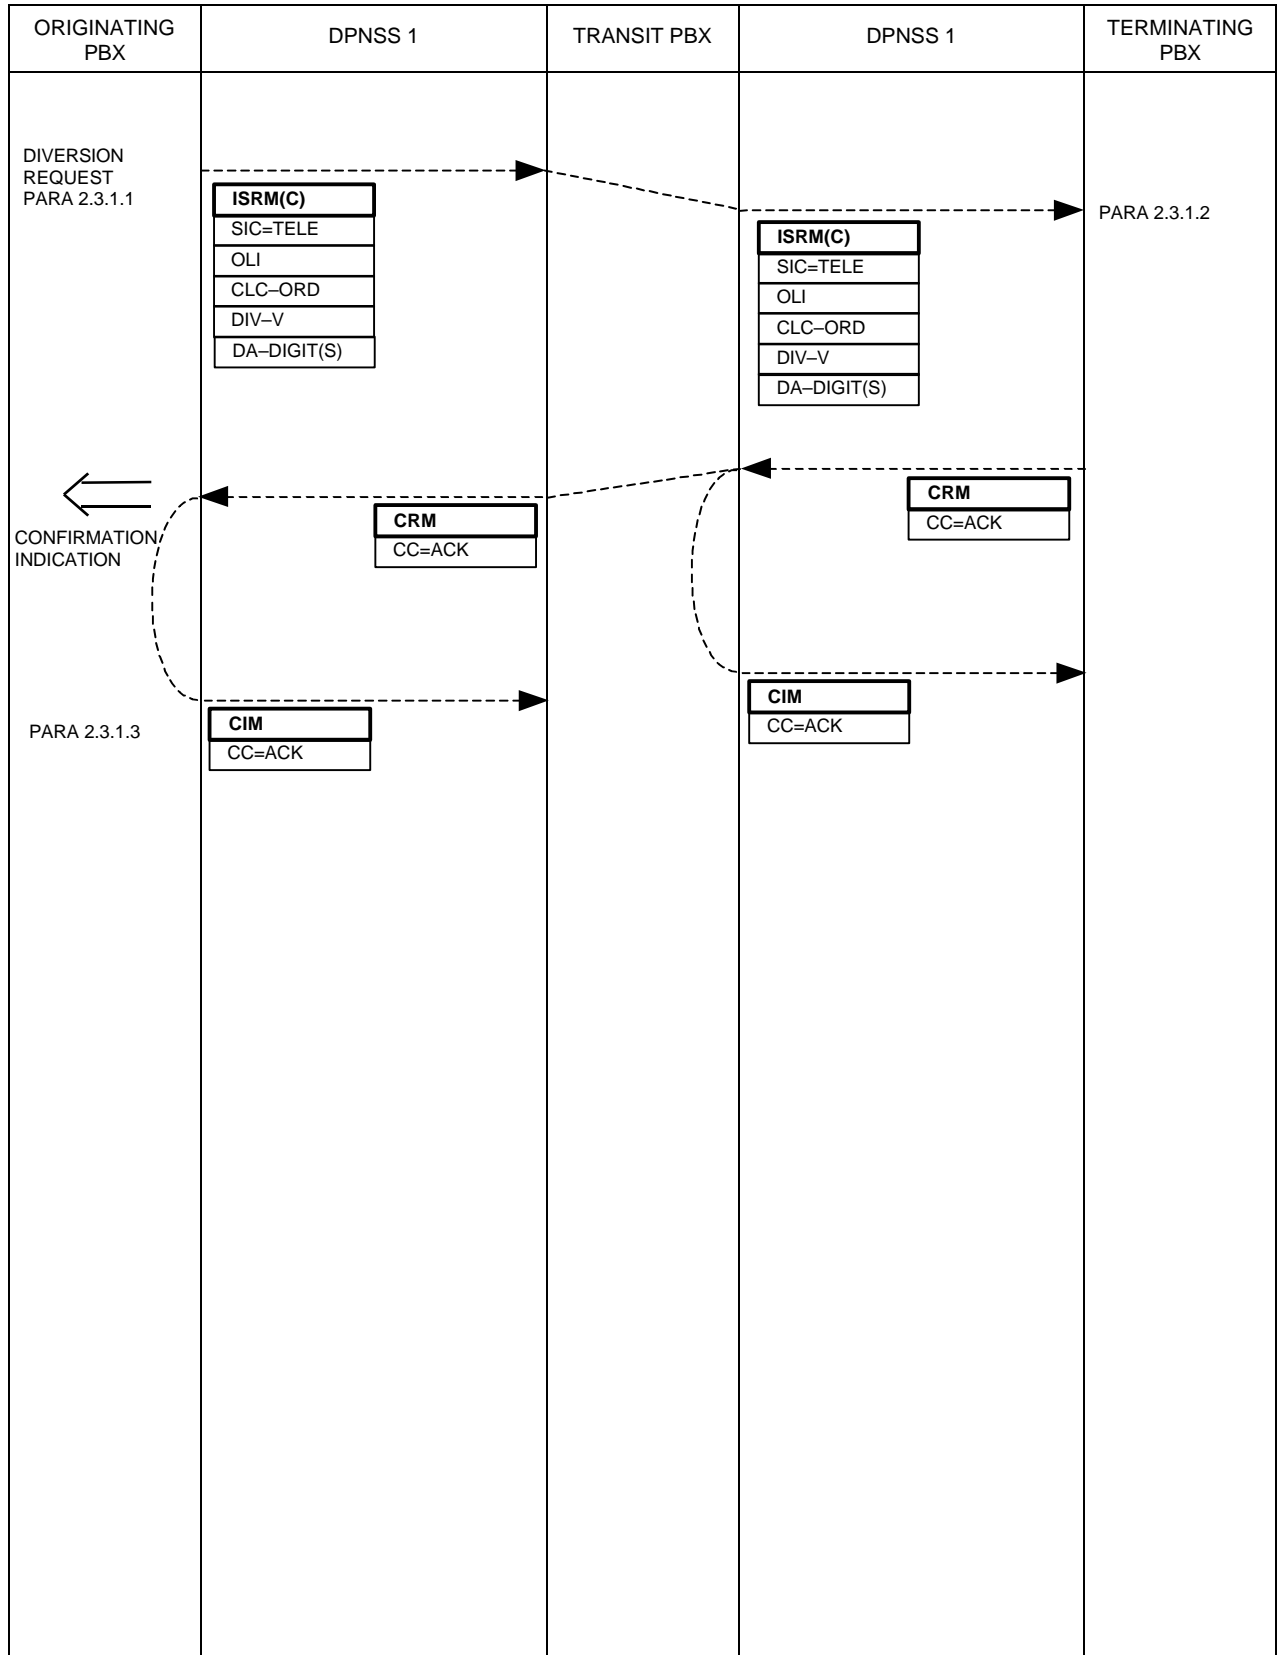 ORIGINATING
PBX
DPNSS 1
TRANSIT PBX
DPNSS 1
TERMINATING
PBX
DIVERSION
REQUEST
PARA 2.3.1.1
ISRM(C)
SIC=TELE
OLI
CLC–ORD
DIV–V
DA–DIGIT(S)
PARA 2.3.1.2
ISRM(C)
SIC=TELE
OLI
CLC–ORD
DIV–V
DA–DIGIT(S)
CRM
CC=ACK
CRM
CC=ACK
CONFIRMATION
INDICATION
CIM
CC=ACK
PARA 2.3.1.3
CIM
CC=ACK